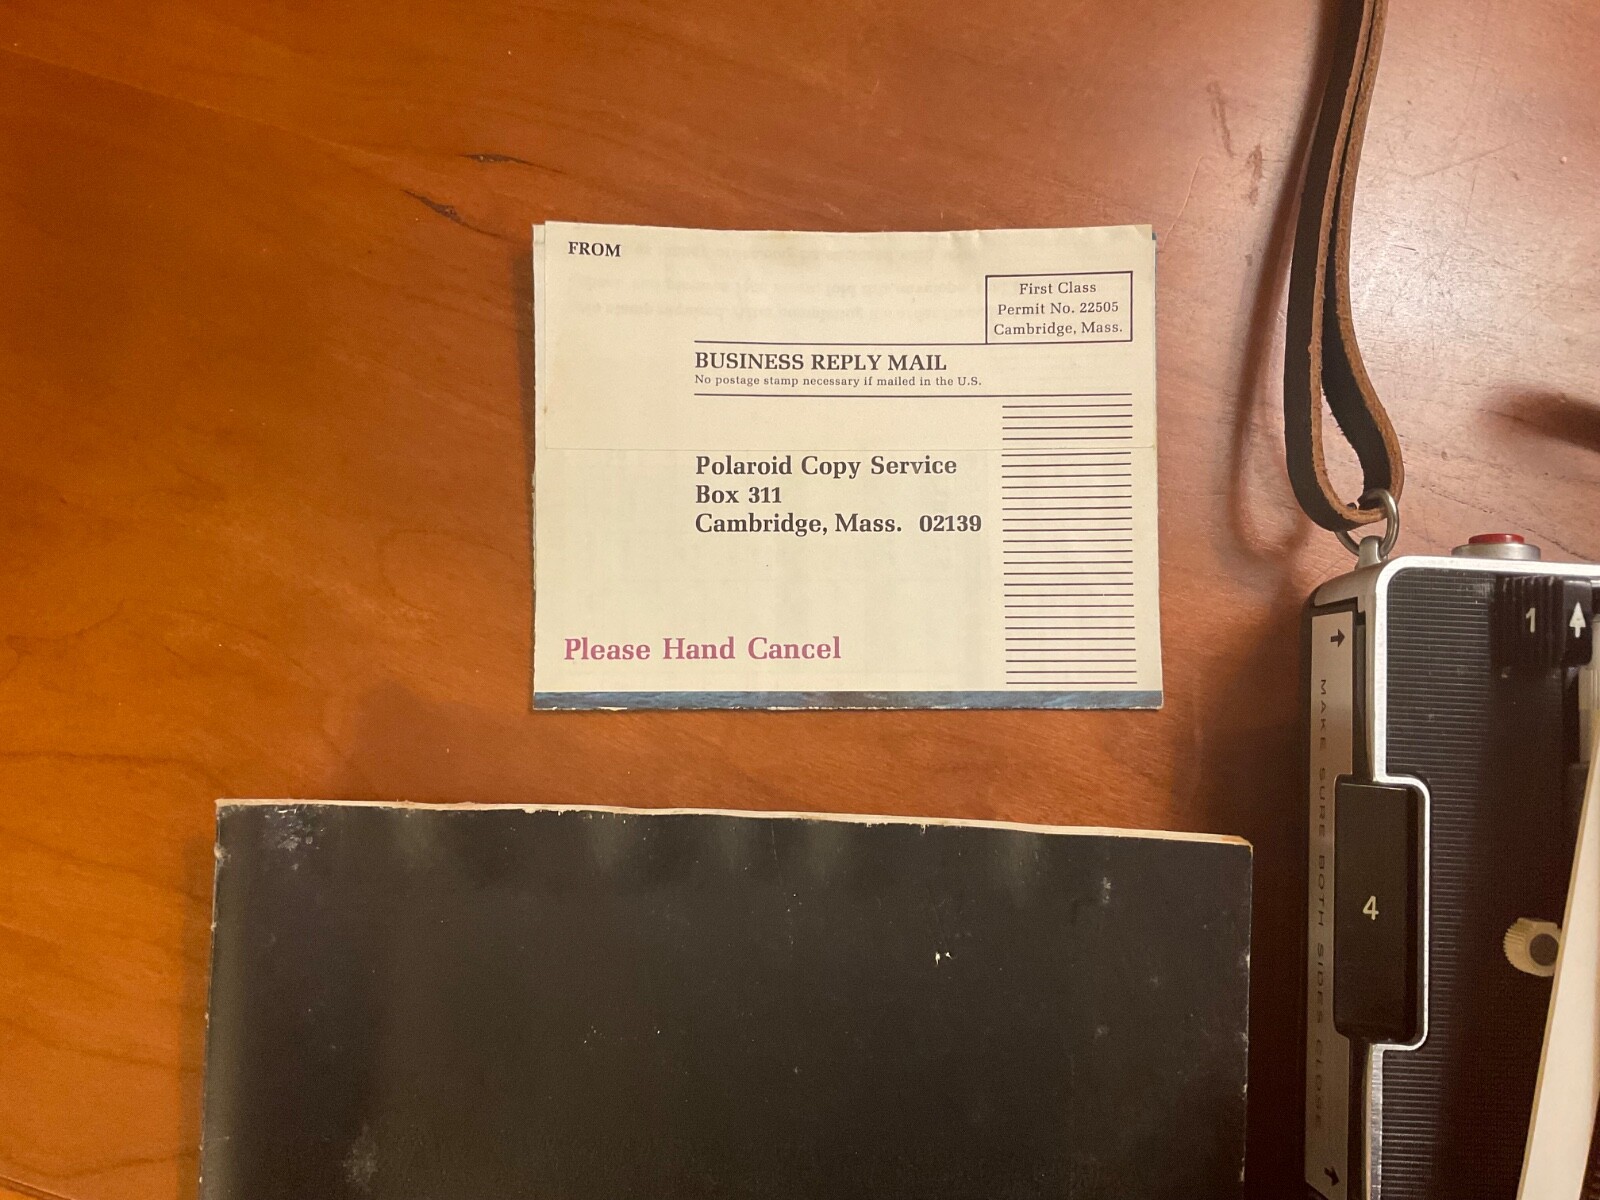 FROM
First Class
Permit No. 22505
Cambridge, Mass.
BUSINESS REPLY MAIL
No postage stamp necessary if mailed in the U.S.
Polaroid Copy Service
Box 311
Cambridge, Mass. 02139
Please Hand Cancel
1
4
MAKE SURE BOTH SIDES CLOSE